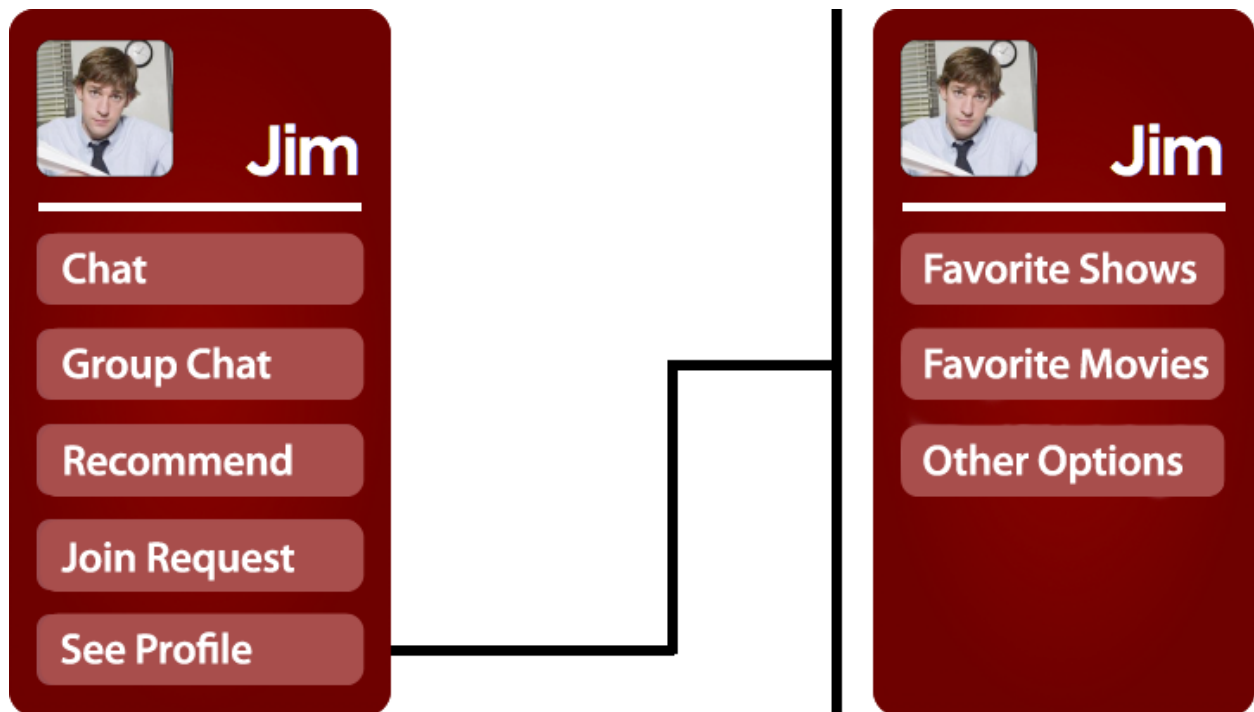 Jim
Chat
Group Chat
Recommend
Join Request
See Profile
Jim
Favorite Shows
Favorite Movies
Other Options